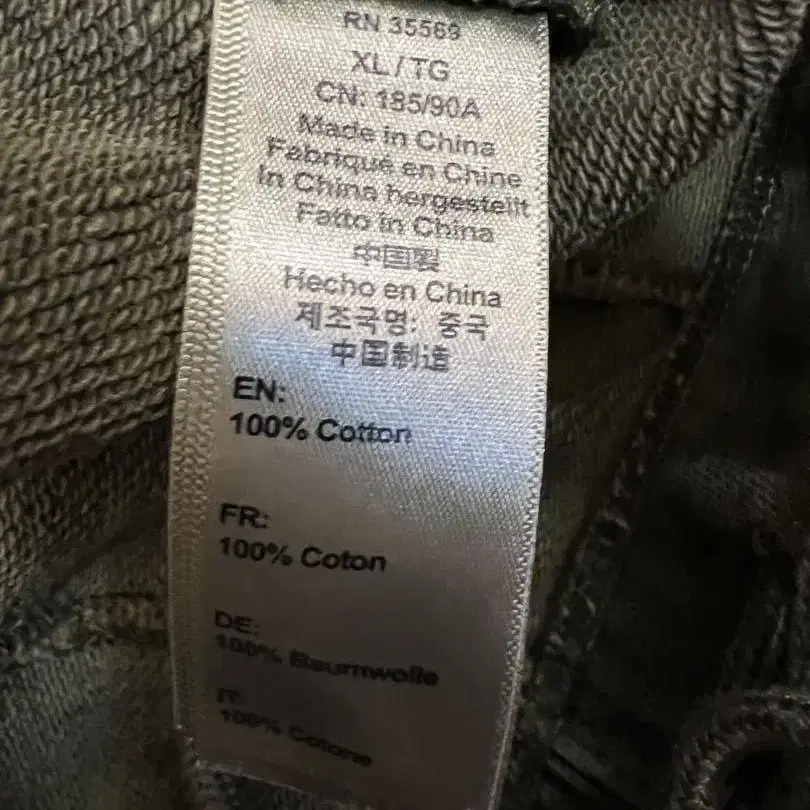 RN 35569
XL/TG
CN: 185/90A
Made in China
Fabriqué en Chine
In China hergestellt
Fatto in China
中国製
Hecho en China
제조국명: 중국
中国制造
EN:
100% Cotton
FR:
100% Coton
DE:
100% Baumwolle
IT:
100% Cotone